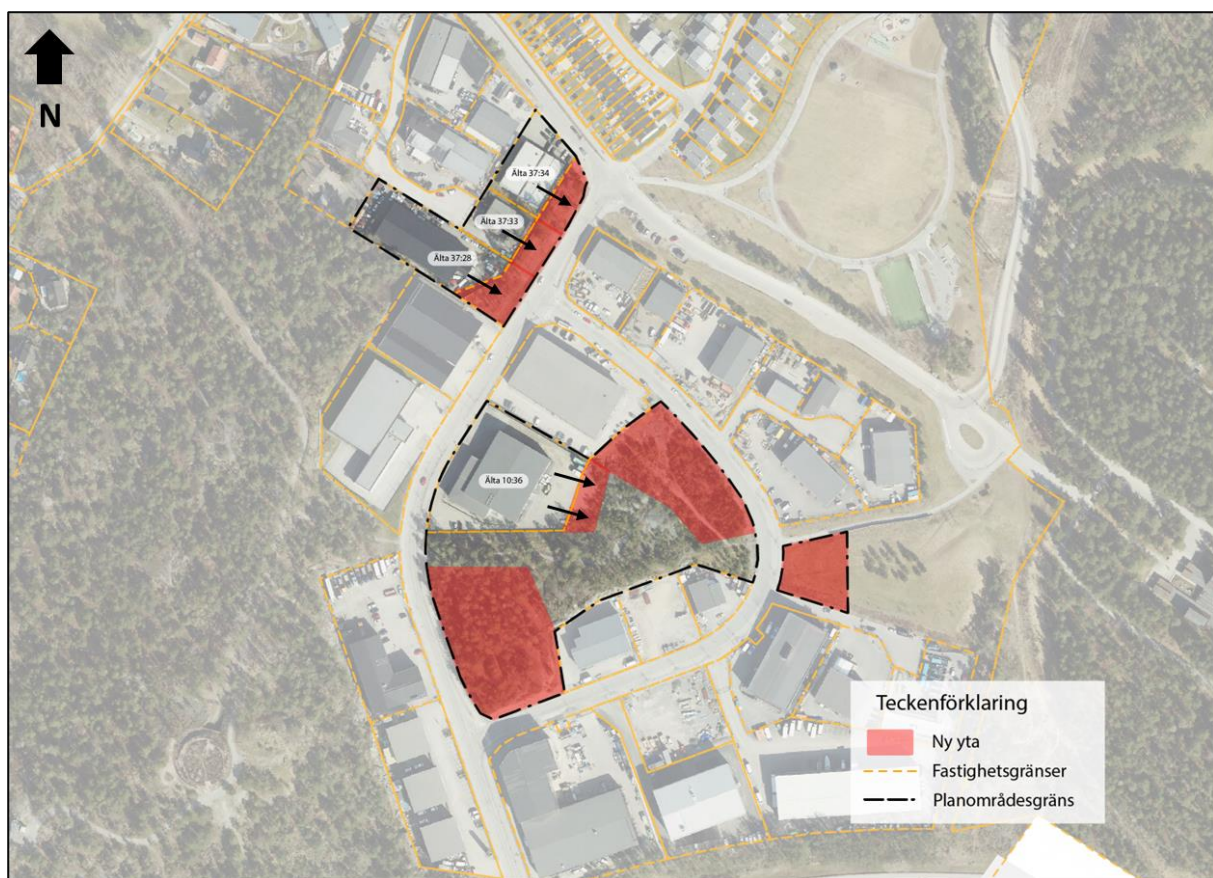 N
Älta 37:34
Älta 37:33
Älta 37:28
Älta 10:36
Teckenförklaring
Ny yta
Fastighetsgränser
Planområdesgräns